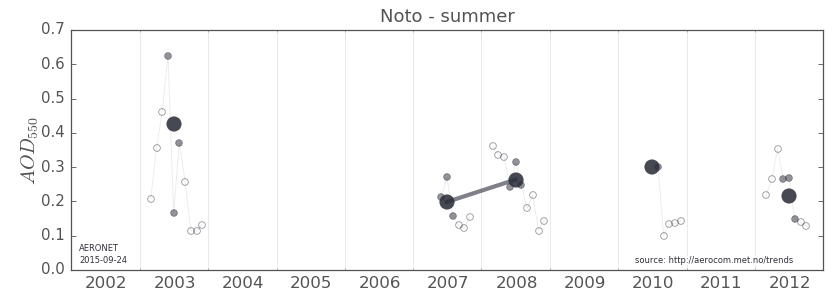 Noto - summer
0.7
0.6
0.5
0.4
0.3
0.2
0.1
0.0
AOD550
AERONET
2015-09-24
source: http://aerocom.met.no/trends
2002 2003 2004 2005 2006 2007 2008 2009 2010 2011 2012